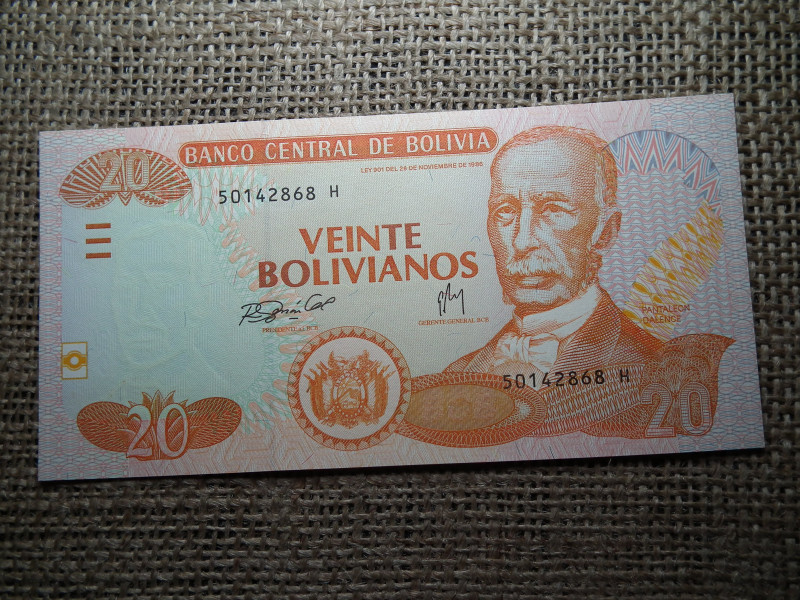 20
BANCO CENTRAL DE BOLIVIA
LEY 901 DEL 28 DE NOVIEMBRE DE 1986
50142868 H
VEINTE
BOLIVIANOS
PRESIDENTE DEL BCB
GERENTE GENERAL BCB
PANTALEON
DALENCE
50142868 H
20
20